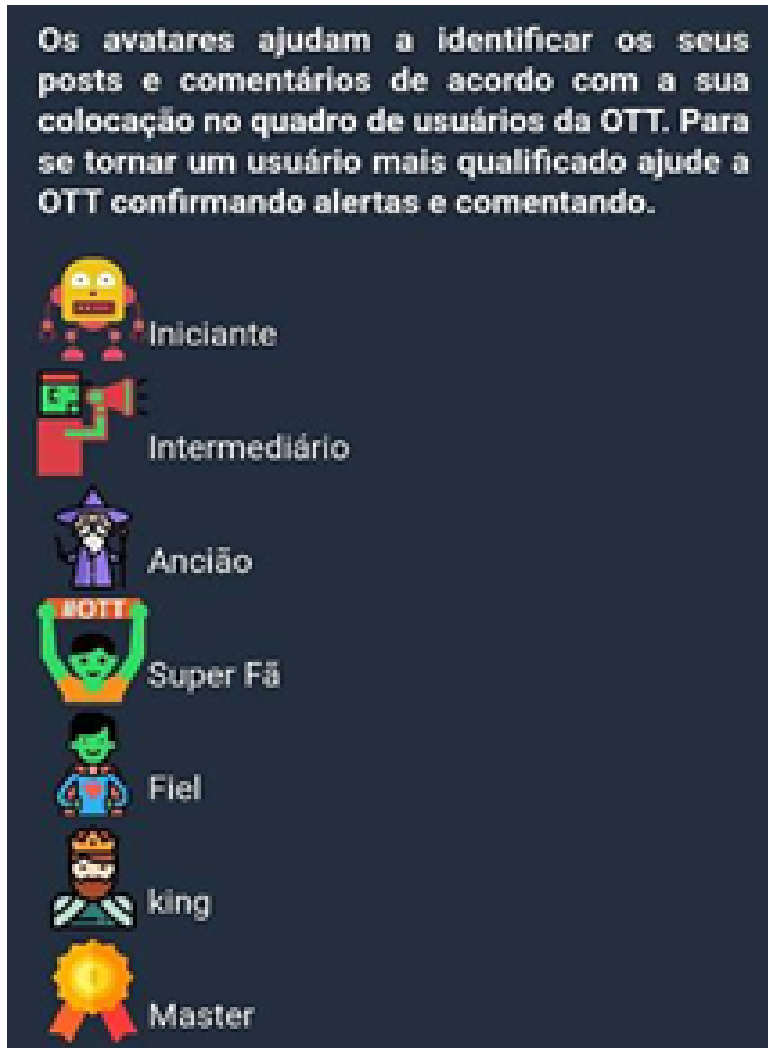 Os avatares ajudam a identificar os seus
posts e comentários de acordo com a sua
colocação no quadro de usuários da OTT. Para
se tornar um usuário mais qualificado ajude a
OTT confirmando alertas e comentando.
Iniciante
Intermediário
Ancião
#OTT
Super Fã
Fiel
king
Master